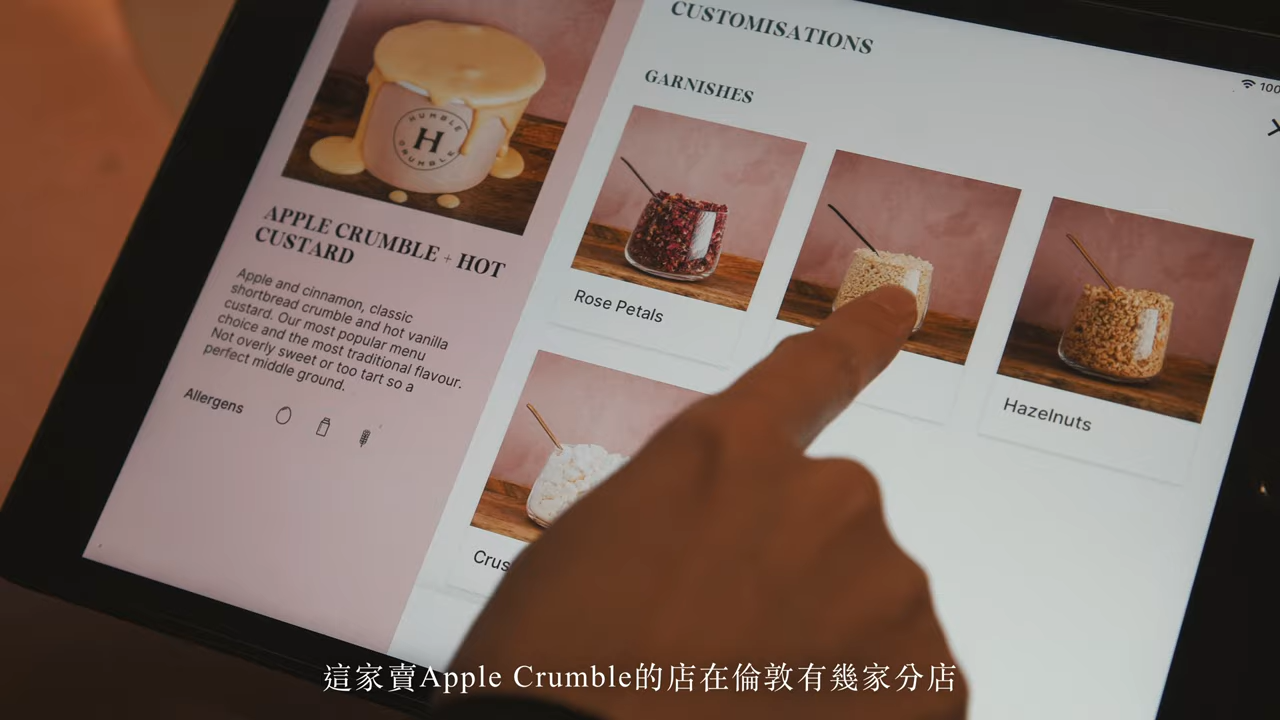 CUSTOMISATIONS
GARNISHES
100
HUMBLE
H
CRUMBLE
APPLE CRUMBLE + HOT
CUSTARD
Apple and cinnamon, classic
shortbread crumble and hot vanilla
custard. Our most popular menu
choice and the most traditional flavour.
Not overly sweet or too tart so a
perfect middle ground.
Allergens
Rose Petals
Hazelnuts
Crus
這家賣Apple Crumble的店在倫敦有幾家分店